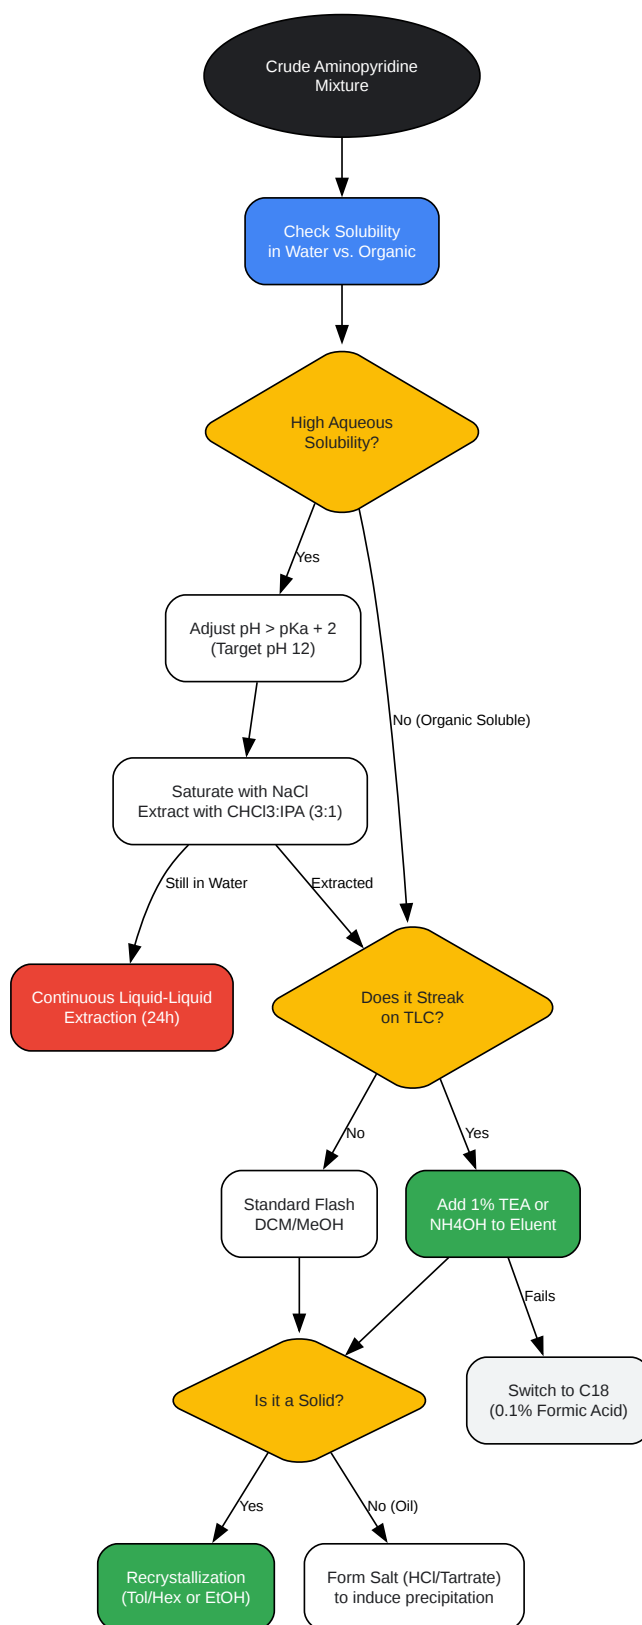 Crude Aminopyridine
Mixture
Check Solubility
in Water vs. Organic
High Aqueous
Solubility?
Yes
Adjust pH > pKa + 2
(Target pH 12)
No (Organic Soluble)
Saturate with NaCl
Extract with CHCl3:IPA (3:1)
Still in Water
Extracted
Continuous Liquid-Liquid
Extraction (24h)
Does it Streak
on TLC?
No
Yes
Standard Flash
DCM/MeOH
Add 1% TEA or
NH4OH to Eluent
Fails
Is it a Solid?
Switch to C18
(0.1% Formic Acid)
Yes
No (Oil)
Recrystallization
(Tol/Hex or EtOH)
Form Salt (HCl/Tartrate)
to induce precipitation